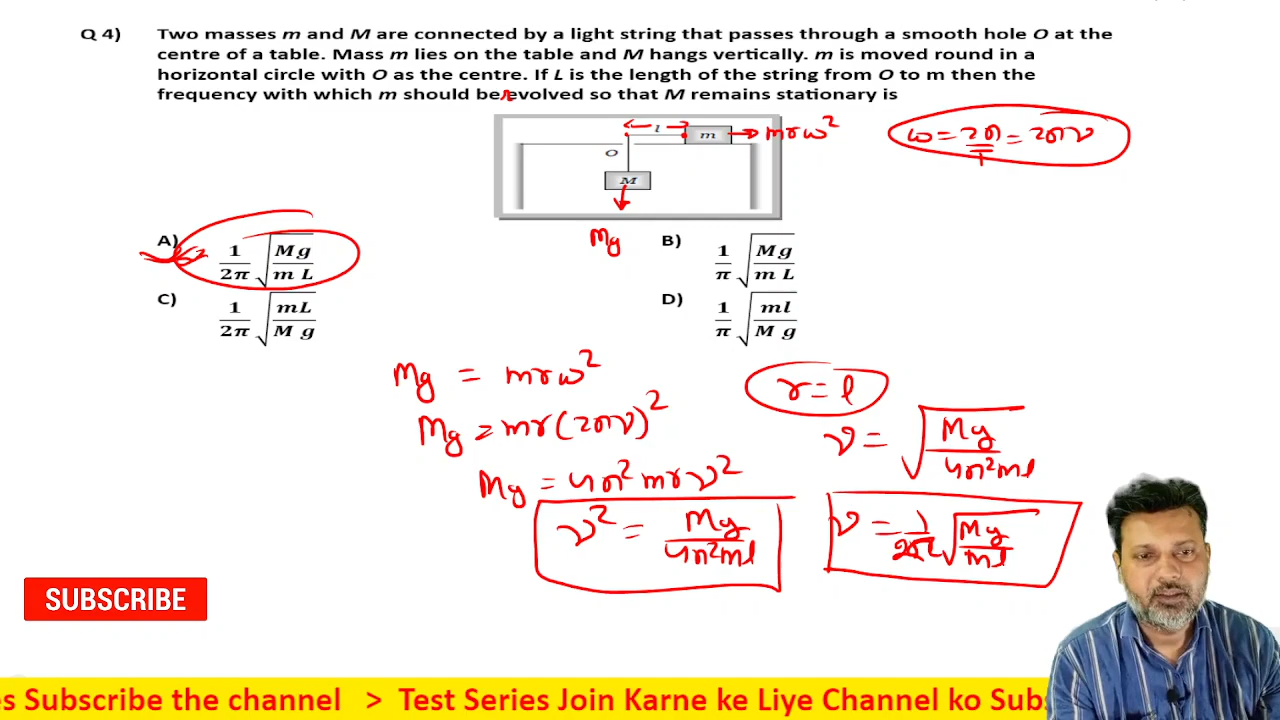 Q 4) Two masses m and M are connected by a light string that passes through a smooth hole O at the
centre of a table. Mass m lies on the table and M hangs vertically. m is moved round in a
horizontal circle with O as the centre. If L is the length of the string from O to m then the
frequency with which m should be revolved so that M remains stationary is
l
m
mrω²
ω = 2π/T = 2πν
O
M
Mg
A) 1/2π √(Mg/m L)
B) 1/π √(Mg/m L)
C) 1/2π √(mL/M g)
D) 1/π √(ml/M g)
Mg = mrω²
r = l
Mg = mr(2πν)²
ν = √(Mg/4π²ml)
Mg = 4π²mrν²
ν² = Mg/4π²ml
ν = 1/2π √(Mg/ml)
SUBSCRIBE
es Subscribe the channel > Test Series Join Karne ke Liye Channel ko Subs